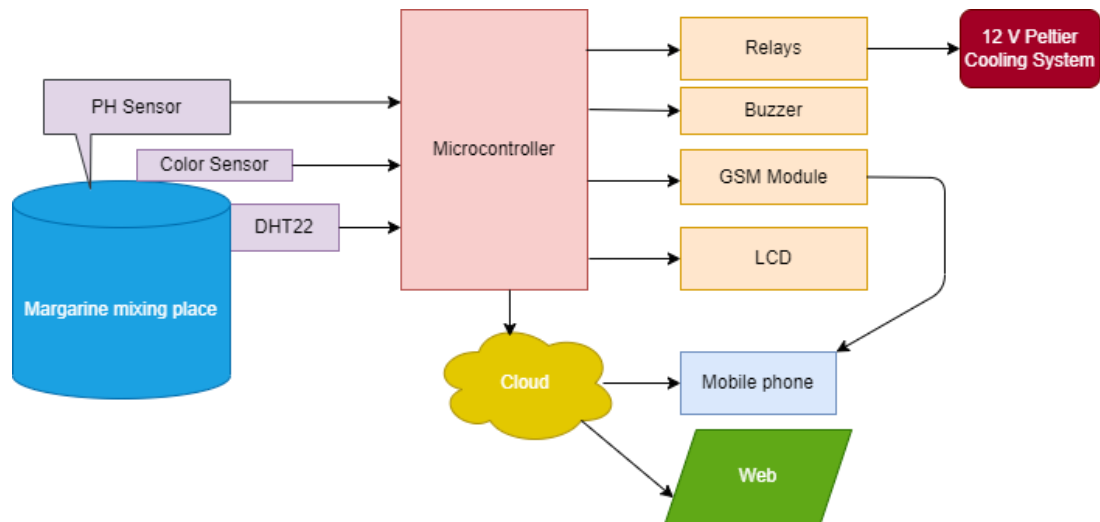 12 V Peltier
Cooling System
Relays
PH Sensor
Buzzer
Microcontroller
Color Sensor
GSM Module
DHT22
LCD
Margarine mixing place
Cloud
Mobile phone
Web